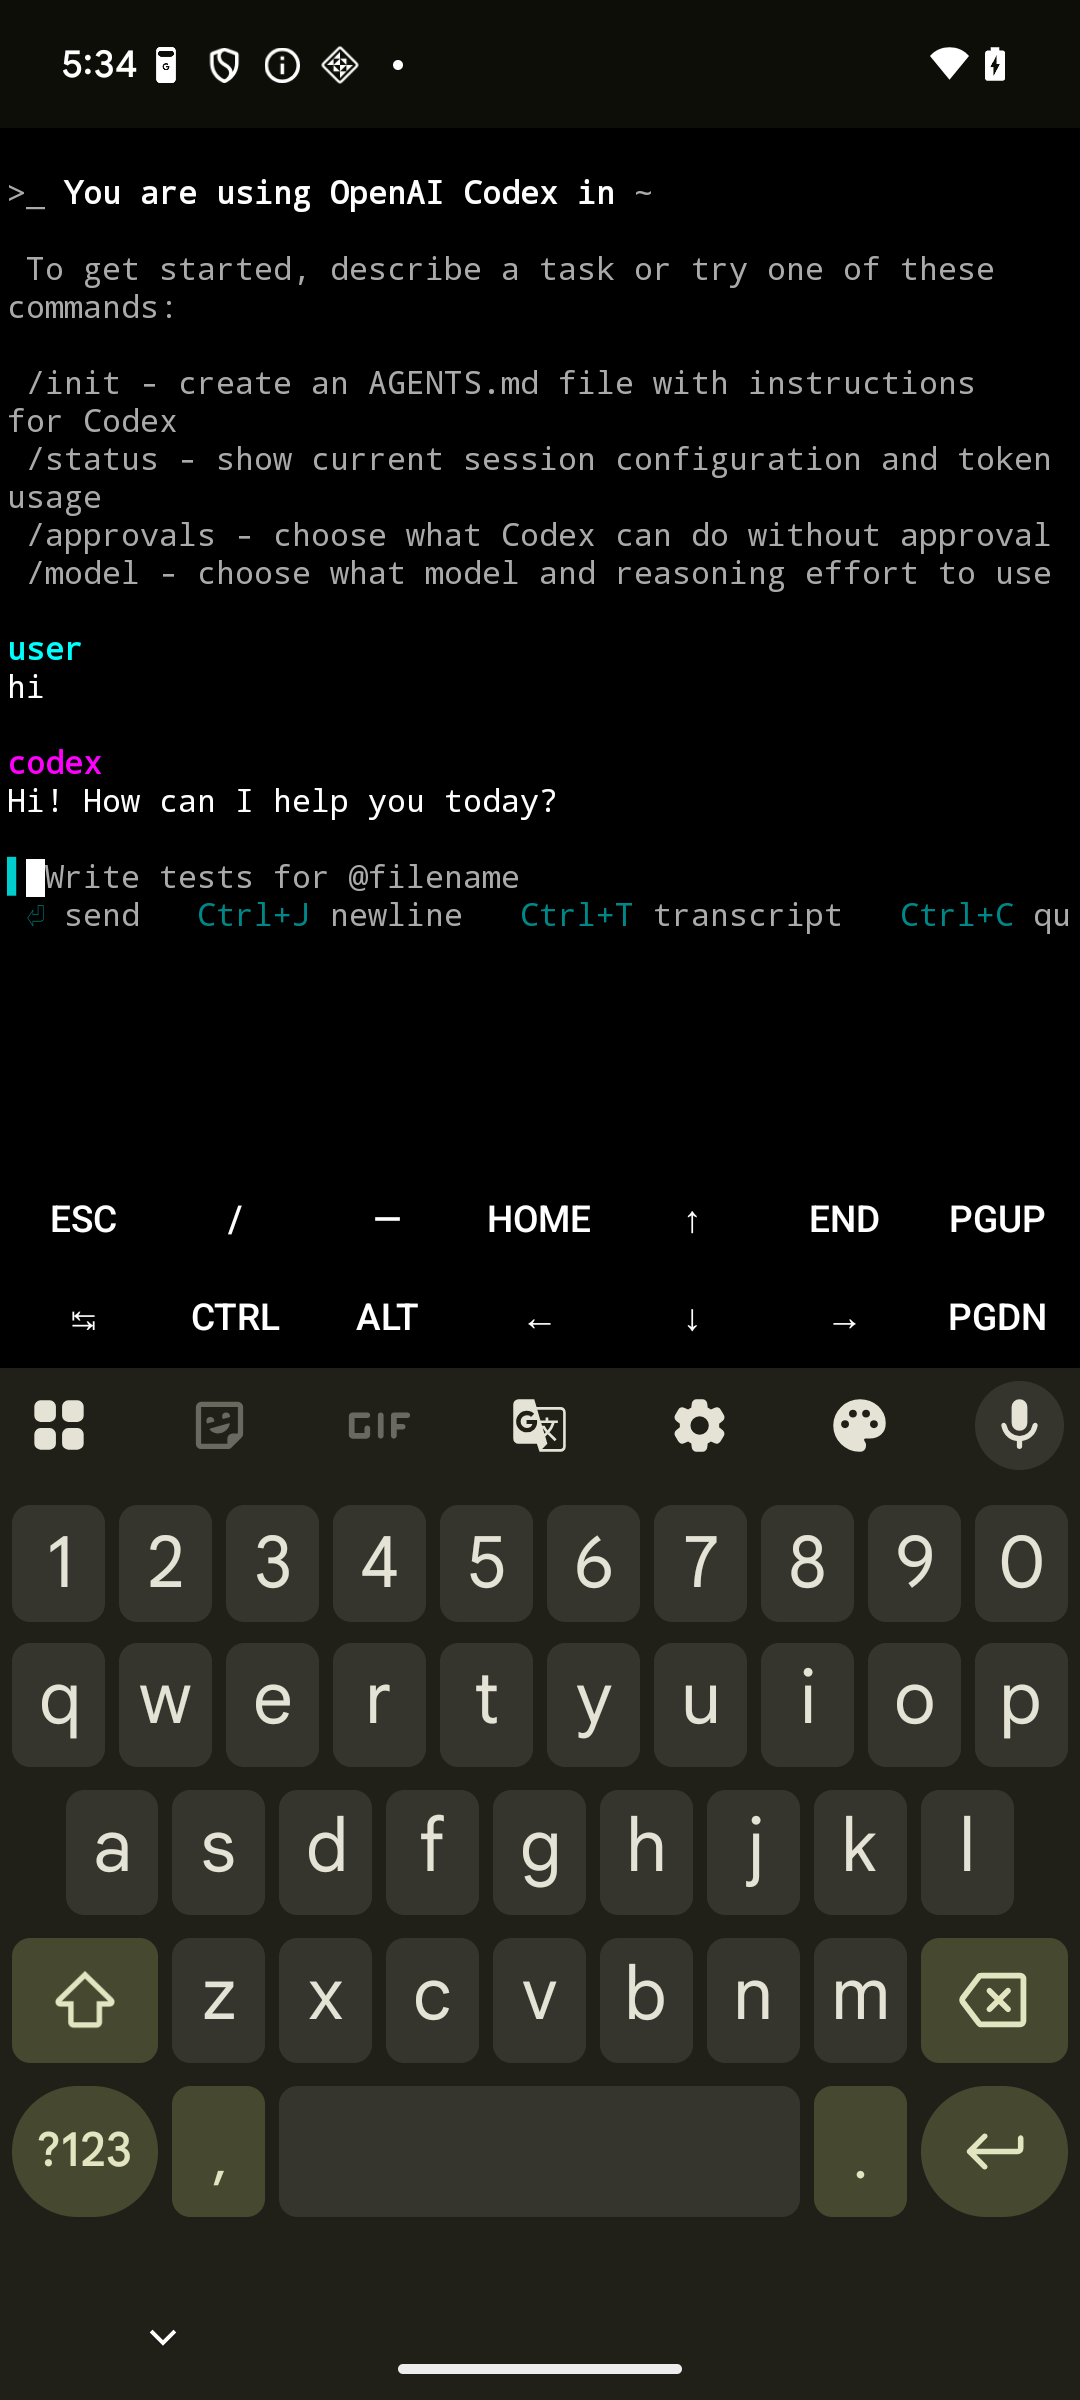 5:34
>_ You are using OpenAI Codex in ~
To get started, describe a task or try one of these
commands:
/init - create an AGENTS.md file with instructions
for Codex
/status - show current session configuration and token
usage
/approvals - choose what Codex can do without approval
/model - choose what model and reasoning effort to use
user
hi
codex
Hi! How can I help you today?
Write tests for @filename
⏎ send Ctrl+J newline Ctrl+T transcript Ctrl+C qu
ESC / — HOME ↑ END PGUP
↹ CTRL ALT ← ↓ → PGDN
GIF
1 2 3 4 5 6 7 8 9 0
q w e r t y u i o p
a s d f g h j k l
z x c v b n m
?123 , .